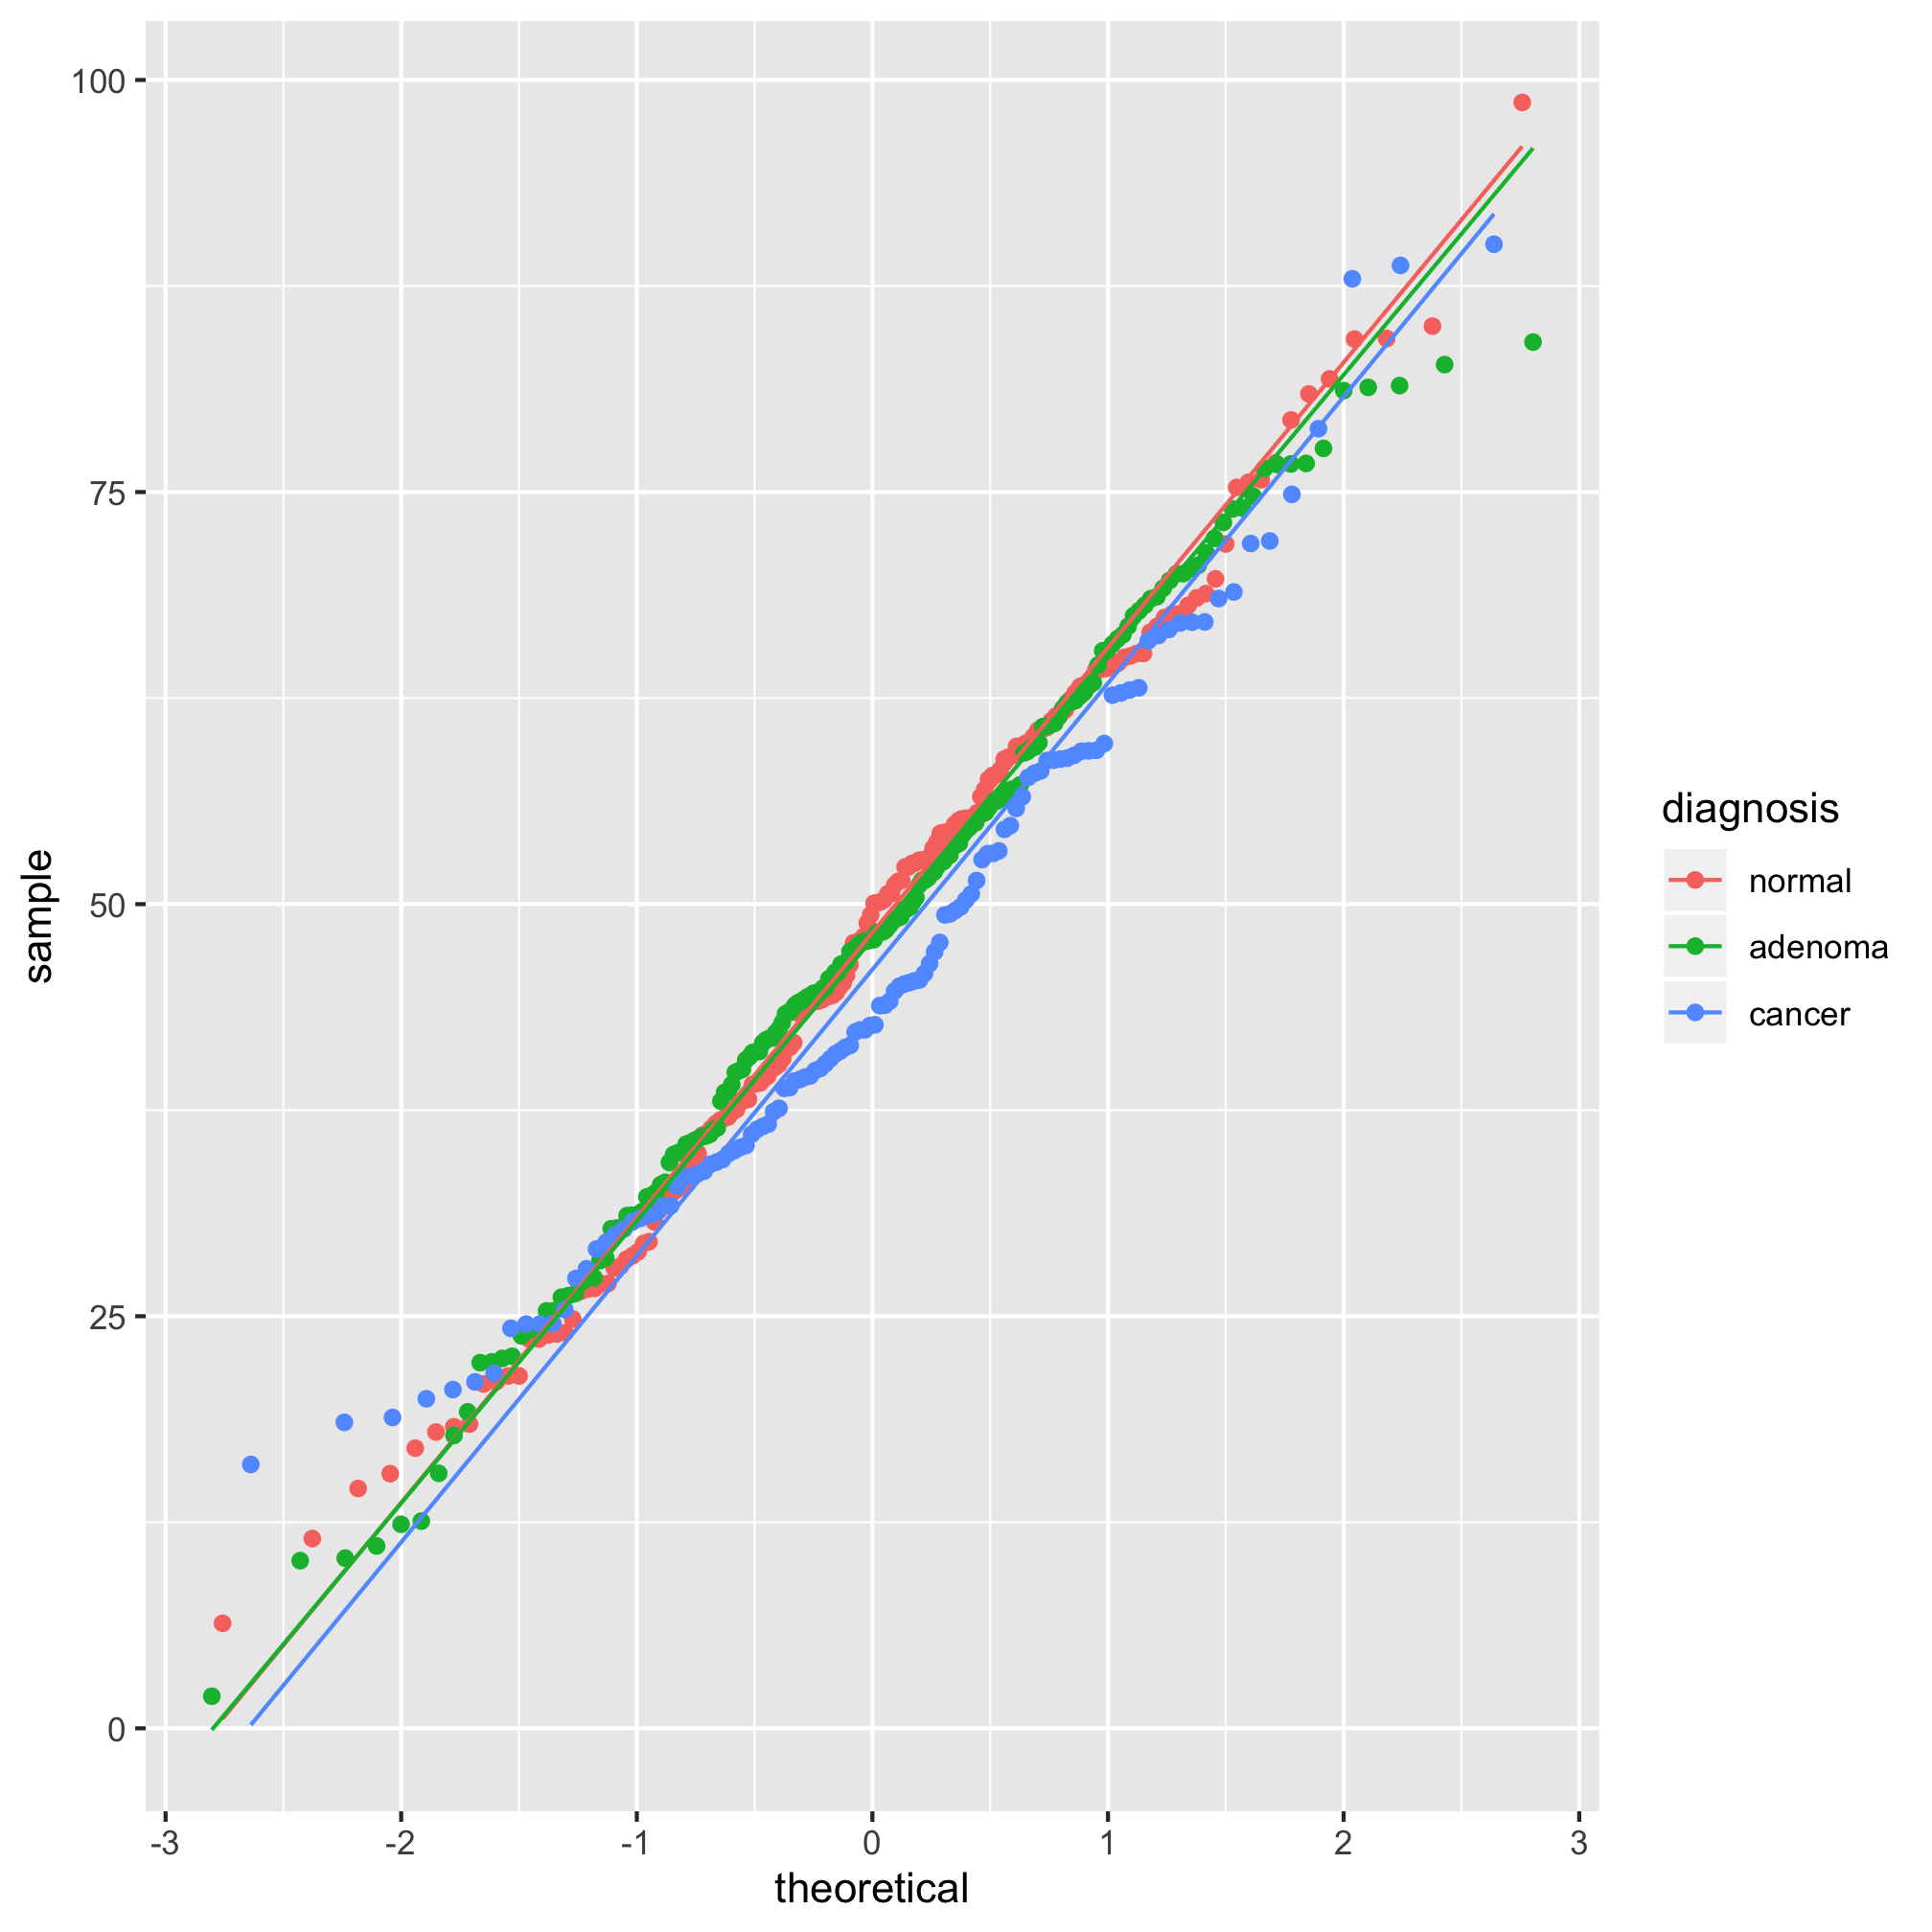 100
75
50
25
0
sample
-3 -2 -1 0 1 2 3
theoretical
diagnosis
normal
adenoma
cancer